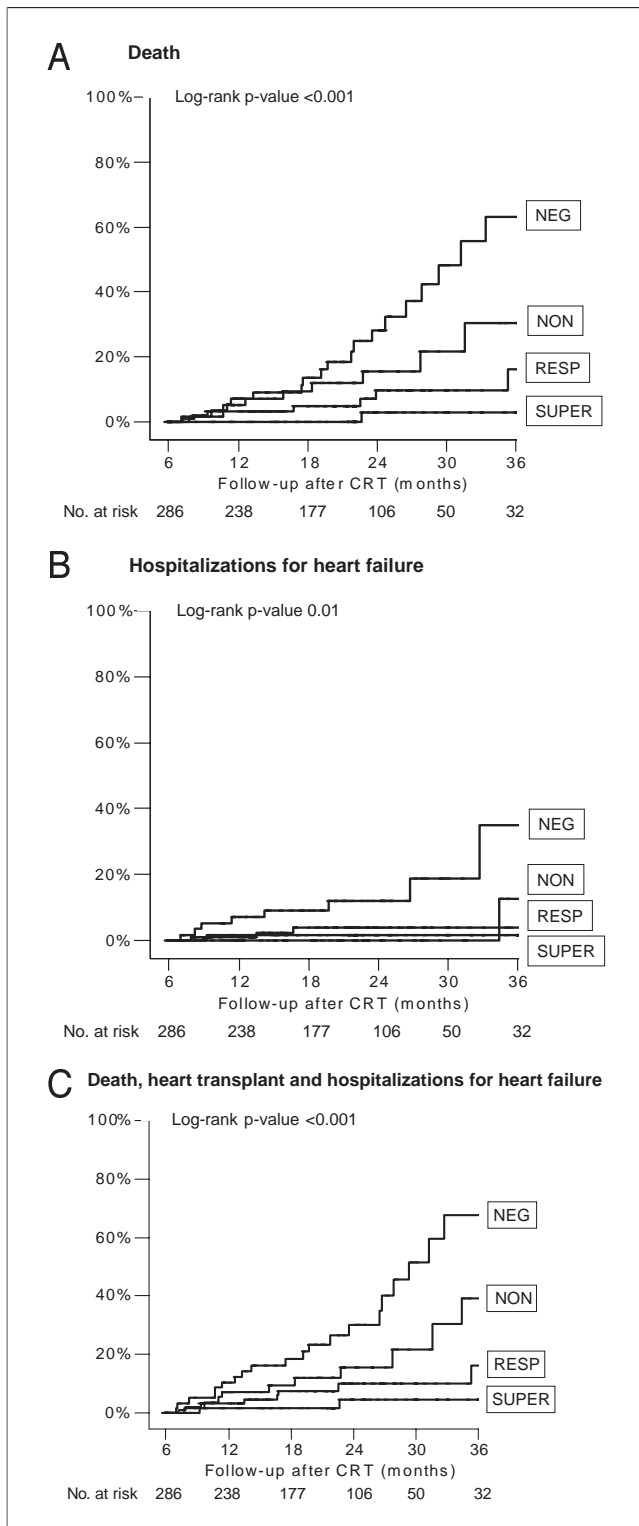 A Death
100% Log-rank p-value <0.001
80%
60% NEG
40%
NON
20% RESP
SUPER
0%
6 12 18 24 30 36
Follow-up after CRT (months)
No. at risk 286 238 177 106 50 32
B Hospitalizations for heart failure
100% Log-rank p-value 0.01
80%
60%
40%
NEG
20%
NON
RESP
0% SUPER
6 12 18 24 30 36
Follow-up after CRT (months)
No. at risk 286 238 177 106 50 32
C Death, heart transplant and hospitalizations for heart failure
100% Log-rank p-value <0.001
80%
NEG
60%
40% NON
20%
RESP
SUPER
0%
6 12 18 24 30 36
Follow-up after CRT (months)
No. at risk 286 238 177 106 50 32